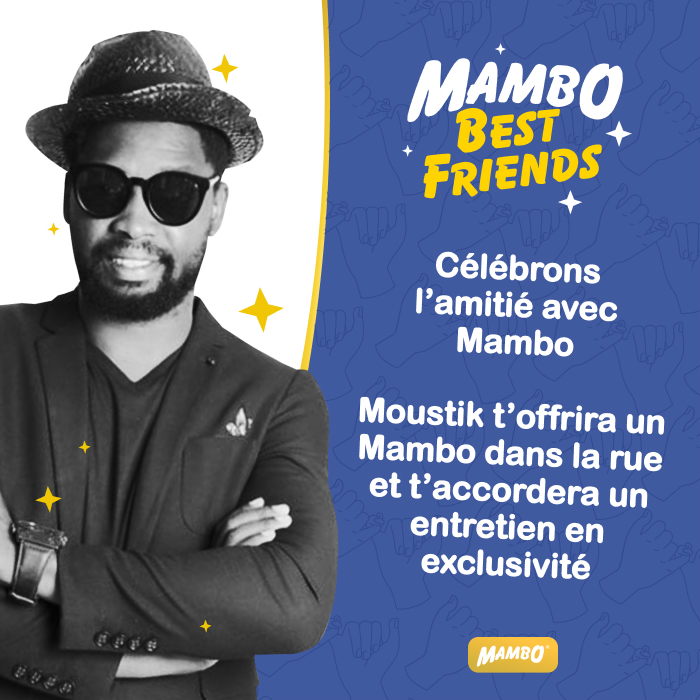 MAMBO
BEST
FRIENDS
Célébrons
l'amitié avec
Mambo
Moustik t'offrira un
Mambo dans la rue
et t'accordera un
entretien en
exclusivité
MAMBO